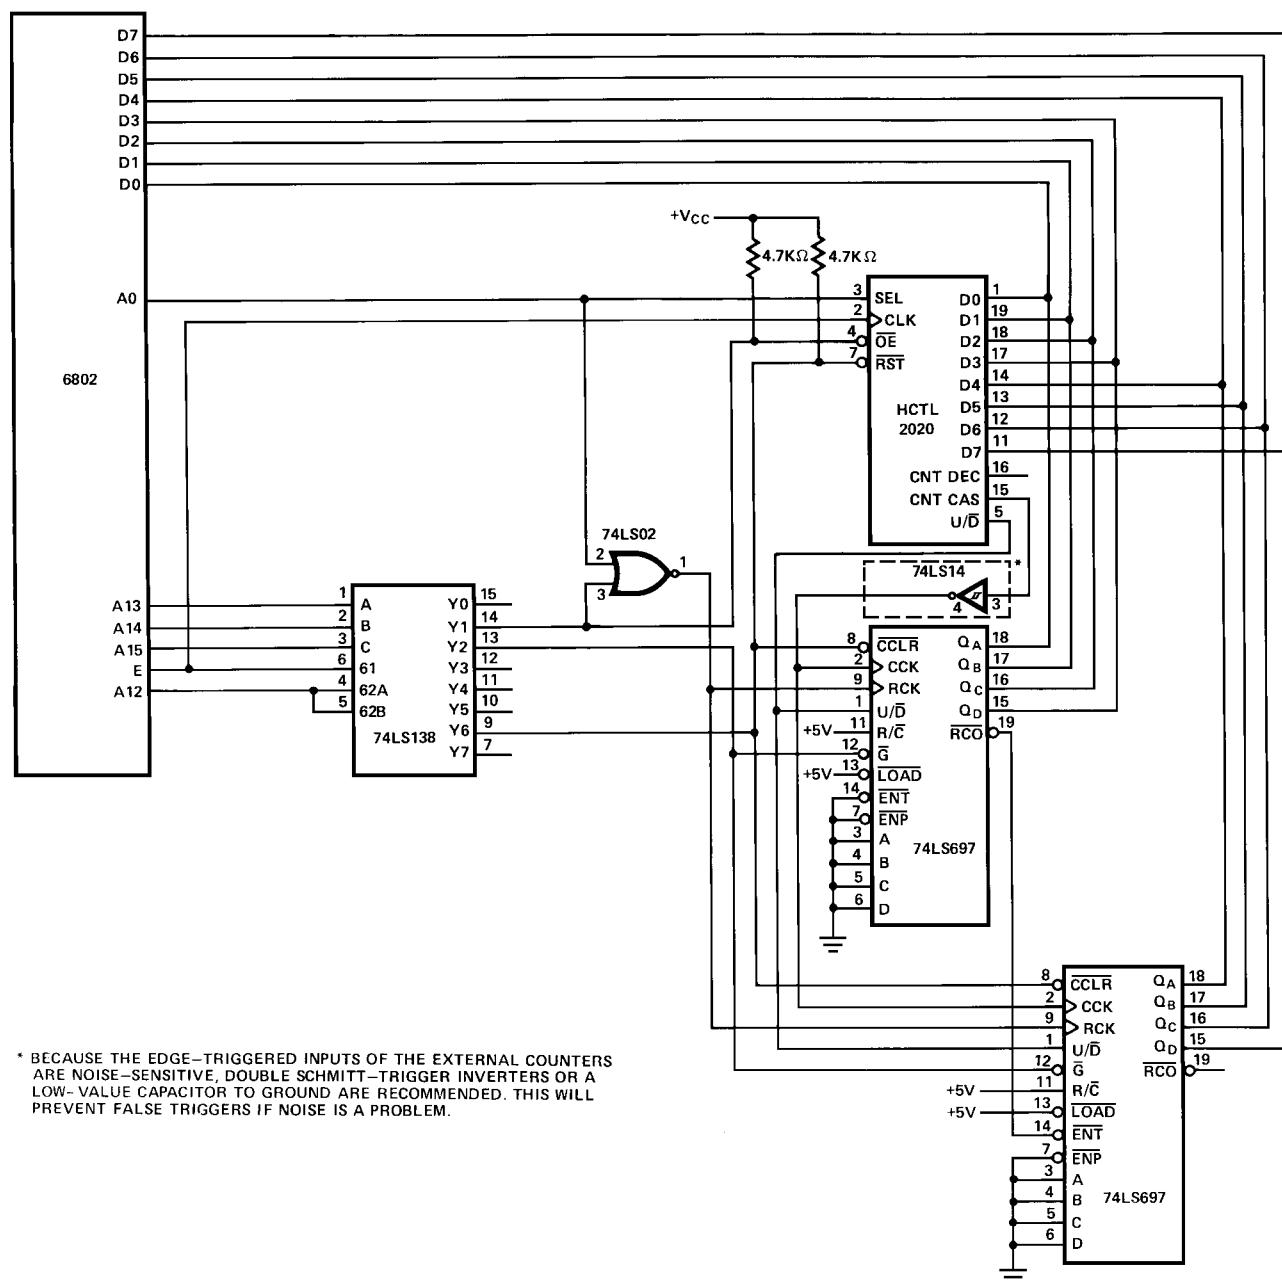 D7
D6
D5
D4
D3
D2
D1
D0
+VCC
4.7KΩ 4.7KΩ
A0
6802
3 SEL D0 1
2 CLK D1 19
4 OE D2 18
7 RST D3 17
D4 14
HCTL 2020
D5 13
D6 12
D7 11
CNT DEC 16
CNT CAS 15
U/D 5
74LS02
2
3
1
74LS14 *
4 3
A13 1 A Y0 15
A14 2 B Y1 14
A15 3 C Y2 13
E 6 61 Y3 12
A12 4 62A Y4 11
5 62B Y5 10
74LS138 Y6 9
Y7 7
8 CCLR QA 18
2 CCK QB 17
9 RCK QC 16
1 U/D QD 15
+5V 11 R/C RCO 19
12 G
+5V 13 LOAD
14 ENT
7 ENP
3 A
74LS697
4 B
5 C
6 D
8 CCLR QA 18
2 CCK QB 17
9 RCK QC 16
1 U/D QD 15
12 G RCO 19
+5V 11 R/C
+5V 13 LOAD
14 ENT
7 ENP
3 A
4 B 74LS697
5 C
6 D
* BECAUSE THE EDGE–TRIGGERED INPUTS OF THE EXTERNAL COUNTERS
ARE NOISE–SENSITIVE, DOUBLE SCHMITT–TRIGGER INVERTERS OR A
LOW–VALUE CAPACITOR TO GROUND ARE RECOMMENDED. THIS WILL
PREVENT FALSE TRIGGERS IF NOISE IS A PROBLEM.